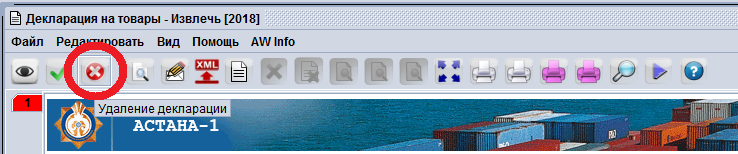 Декларация на товары - Извлечь [2018]
Файл Редактировать Вид Помощь AW Info
XML
?
1
Удаление декларации
АСТАНА-1